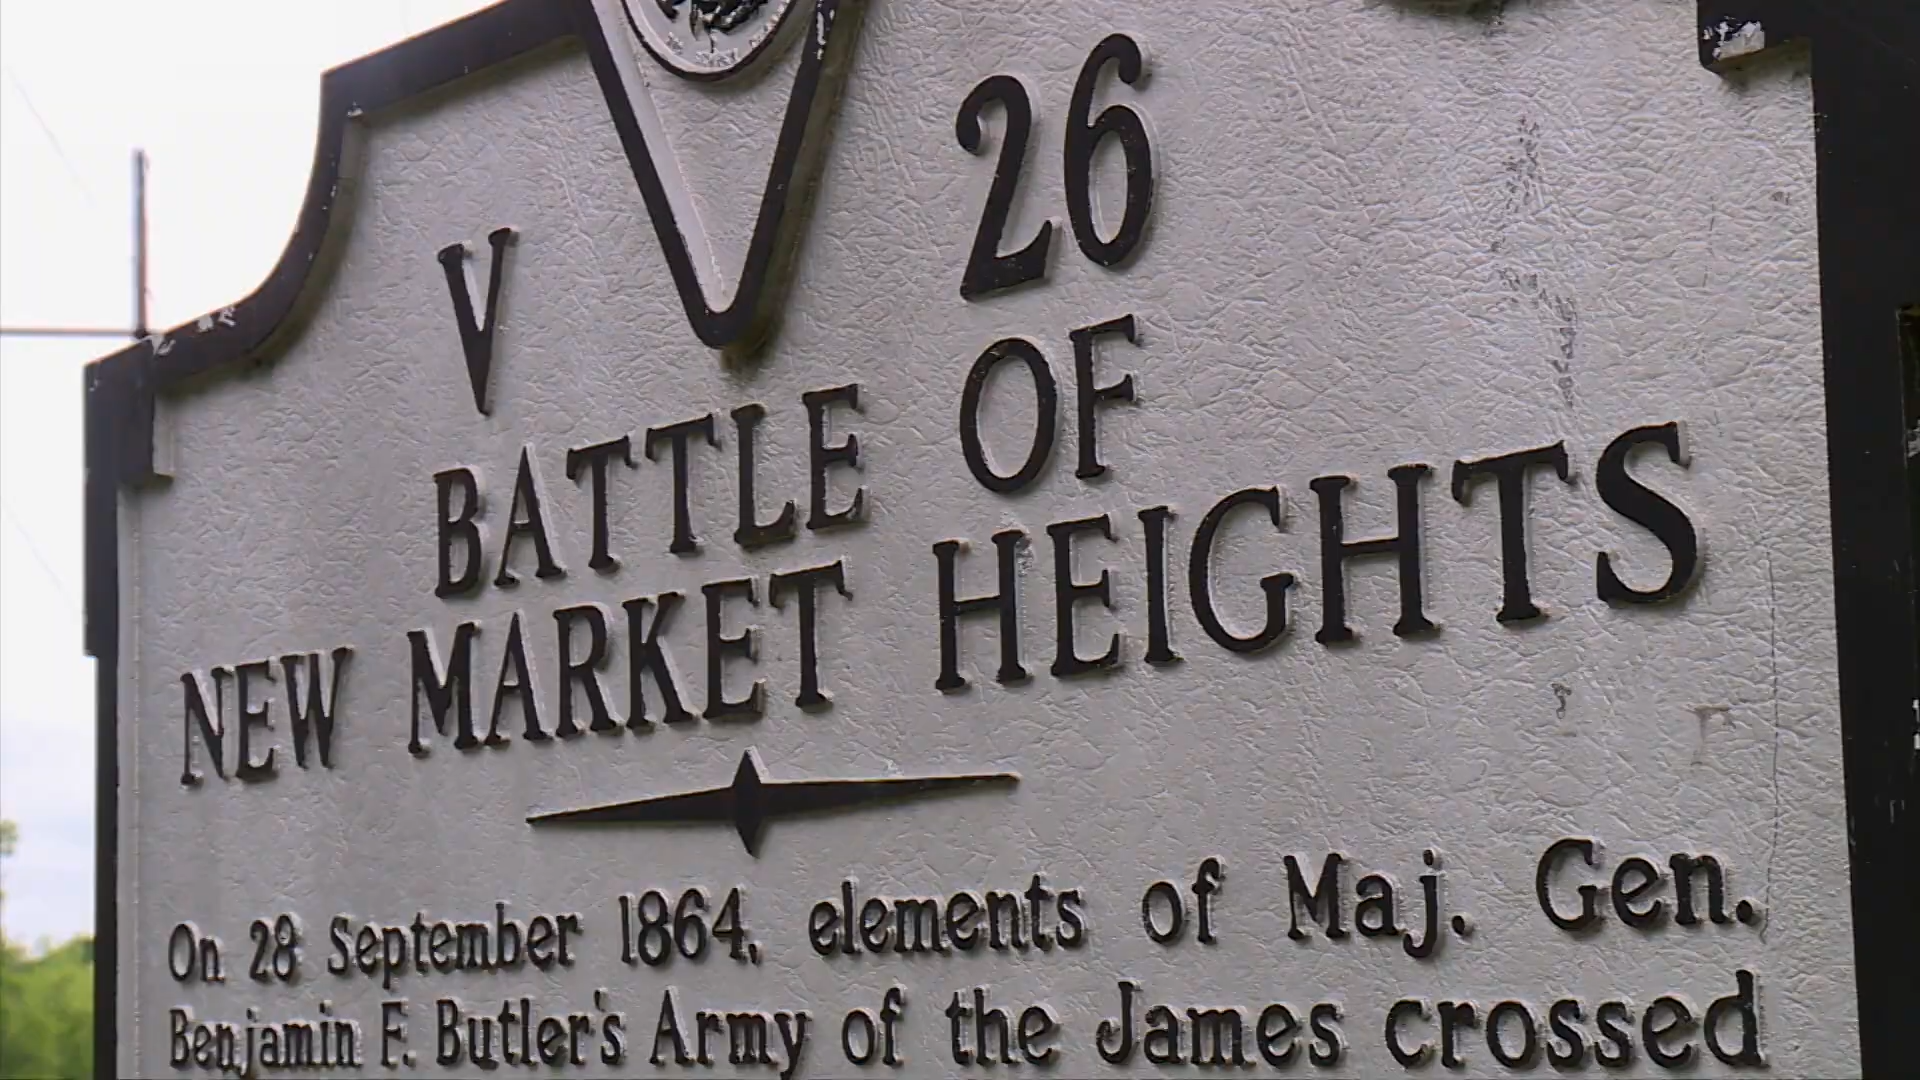 V 26
BATTLE OF
NEW MARKET HEIGHTS
On 28 September 1864, elements of Maj. Gen.
Benjamin F. Butler's Army of the James crossed